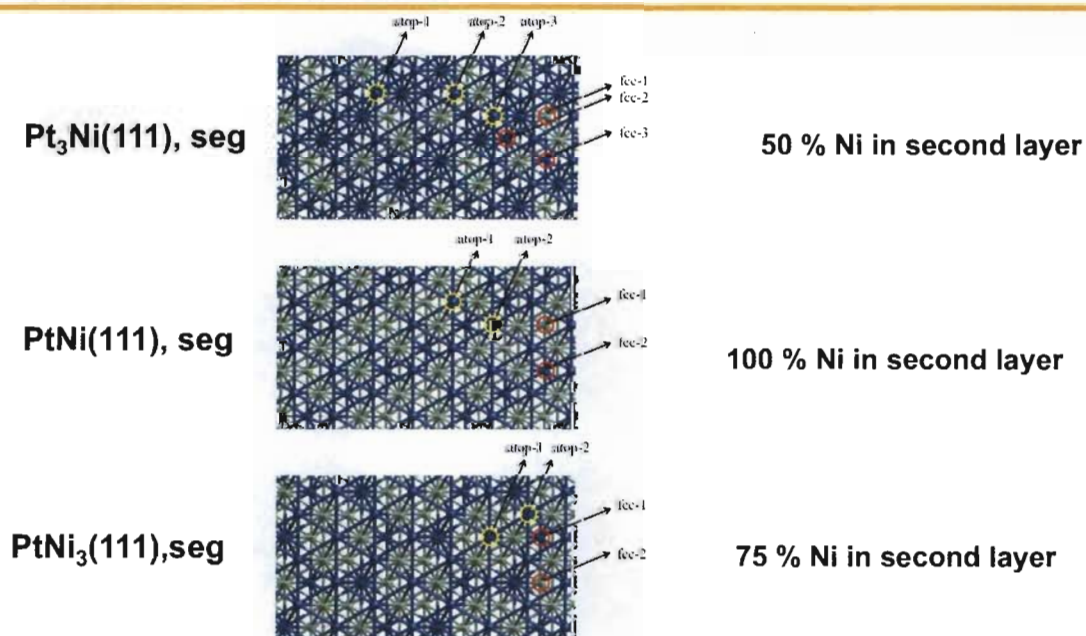 atop-1 atop-2 atop-3
fcc-1
fcc-2
Pt₃Ni(111), seg
fcc-3
50 % Ni in second layer
atop-1 atop-2
fcc-1
PtNi(111), seg
fcc-2
100 % Ni in second layer
atop-1 atop-2
fcc-1
PtNi₃(111),seg
fcc-2
75 % Ni in second layer